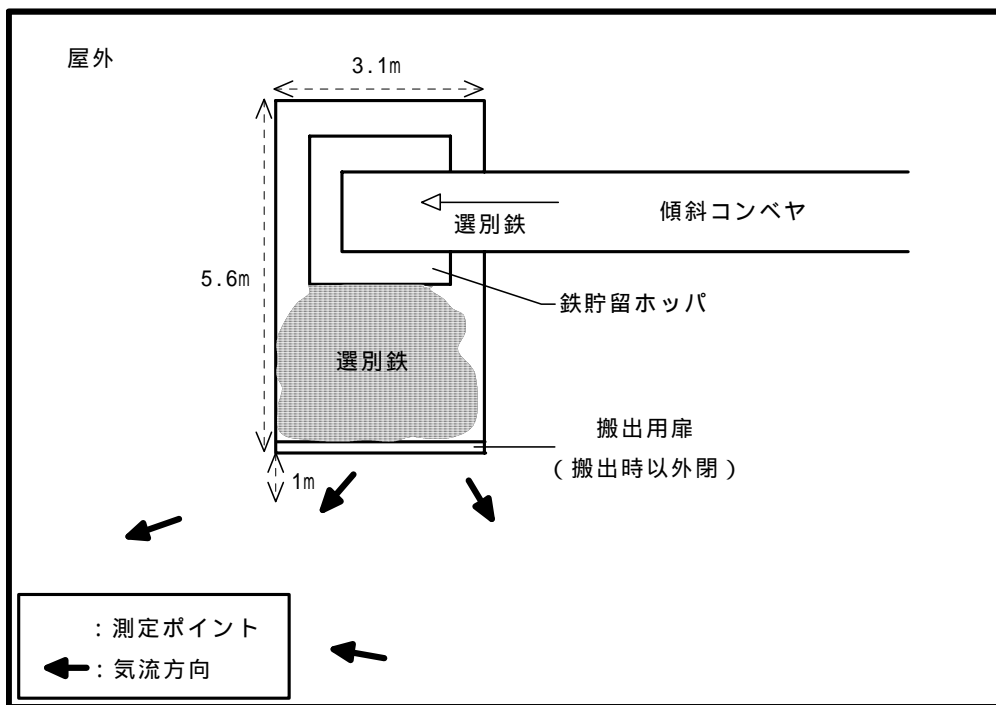 屋外
3.1m
選別鉄
傾斜コンベヤ
5.6m
鉄貯留ホッパ
選別鉄
搬出用扉
(搬出時以外閉)
1m
:測定ポイント
:気流方向